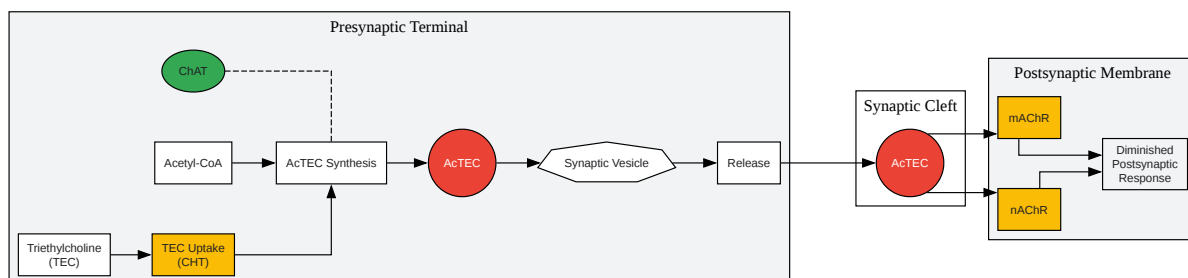 Presynaptic Terminal
ChAT
Acetyl-CoA
AcTEC Synthesis
AcTEC
Synaptic Vesicle
Release
Triethylcholine
(TEC)
TEC Uptake
(CHT)
Synaptic Cleft
AcTEC
Postsynaptic Membrane
mAChR
nAChR
Diminished
Postsynaptic
Response